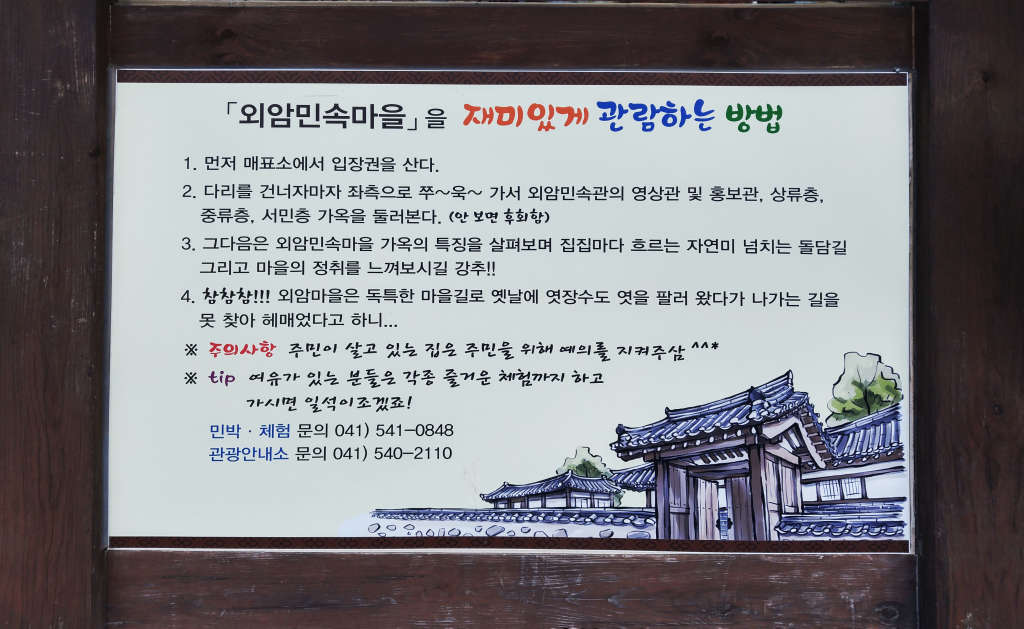 「외암민속마을」을 재미있게 관람하는 방법
1. 먼저 매표소에서 입장권을 산다.
2. 다리를 건너자마자 좌측으로 쭈~욱~ 가서 외암민속관의 영상관 및 홍보관, 상류층,
중류층, 서민층 가옥을 둘러본다. (안 보면 후회함)
3. 그다음은 외암민속마을 가옥의 특징을 살펴보며 집집마다 흐르는 자연미 넘치는 돌담길
그리고 마을의 정취를 느껴보시길 강추!!
4. 참참참!!! 외암마을은 독특한 마을길로 옛날에 엿장수도 엿을 팔러 왔다가 나가는 길을
못 찾아 헤매었다고 하니...
※ 주의사항 주민이 살고 있는 집은 주민을 위해 예의를 지켜주삼 ^^*
※ tip 여유가 있는 분들은 각종 즐거운 체험까지 하고
가시면 일석이조겠죠!
민박 · 체험 문의 041) 541-0848
관광안내소 문의 041) 540-2110